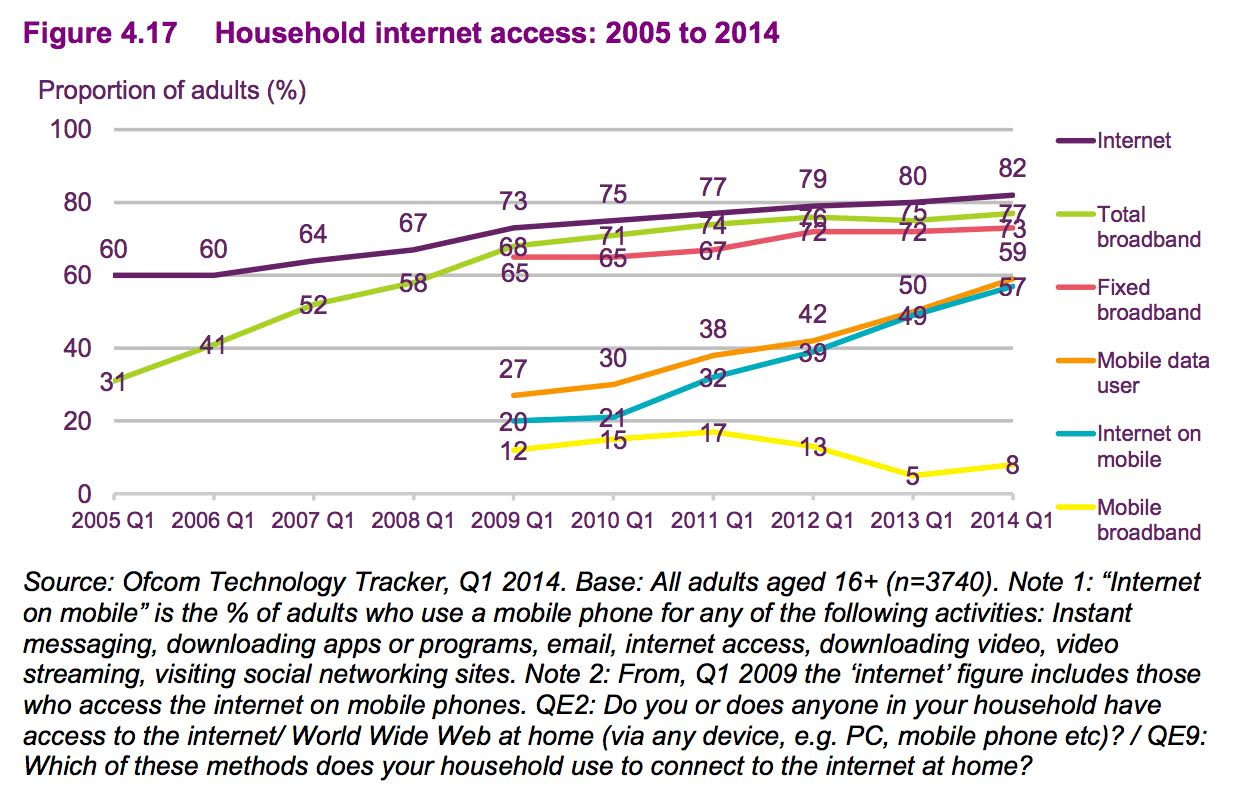 Figure 4.17 Household internet access: 2005 to 2014
Proportion of adults (%)
100
80
60
40
20
0
60 60 64 67 73 75 77 79 80 82
31 41 52 58 68 71 74 76 75 77
65 65 67 72 72 73
27 30 38 42 50 59
20 21 32 39 49 57
12 15 17 13 5 8
2005 Q1 2006 Q1 2007 Q1 2008 Q1 2009 Q1 2010 Q1 2011 Q1 2012 Q1 2013 Q1 2014 Q1
Internet
Total
broadband
Fixed
broadband
Mobile data
user
Internet on
mobile
Mobile
broadband
Source: Ofcom Technology Tracker, Q1 2014. Base: All adults aged 16+ (n=3740). Note 1: “Internet
on mobile” is the % of adults who use a mobile phone for any of the following activities: Instant
messaging, downloading apps or programs, email, internet access, downloading video, video
streaming, visiting social networking sites. Note 2: From, Q1 2009 the ‘internet’ figure includes those
who access the internet on mobile phones. QE2: Do you or does anyone in your household have
access to the internet/ World Wide Web at home (via any device, e.g. PC, mobile phone etc)? / QE9:
Which of these methods does your household use to connect to the internet at home?